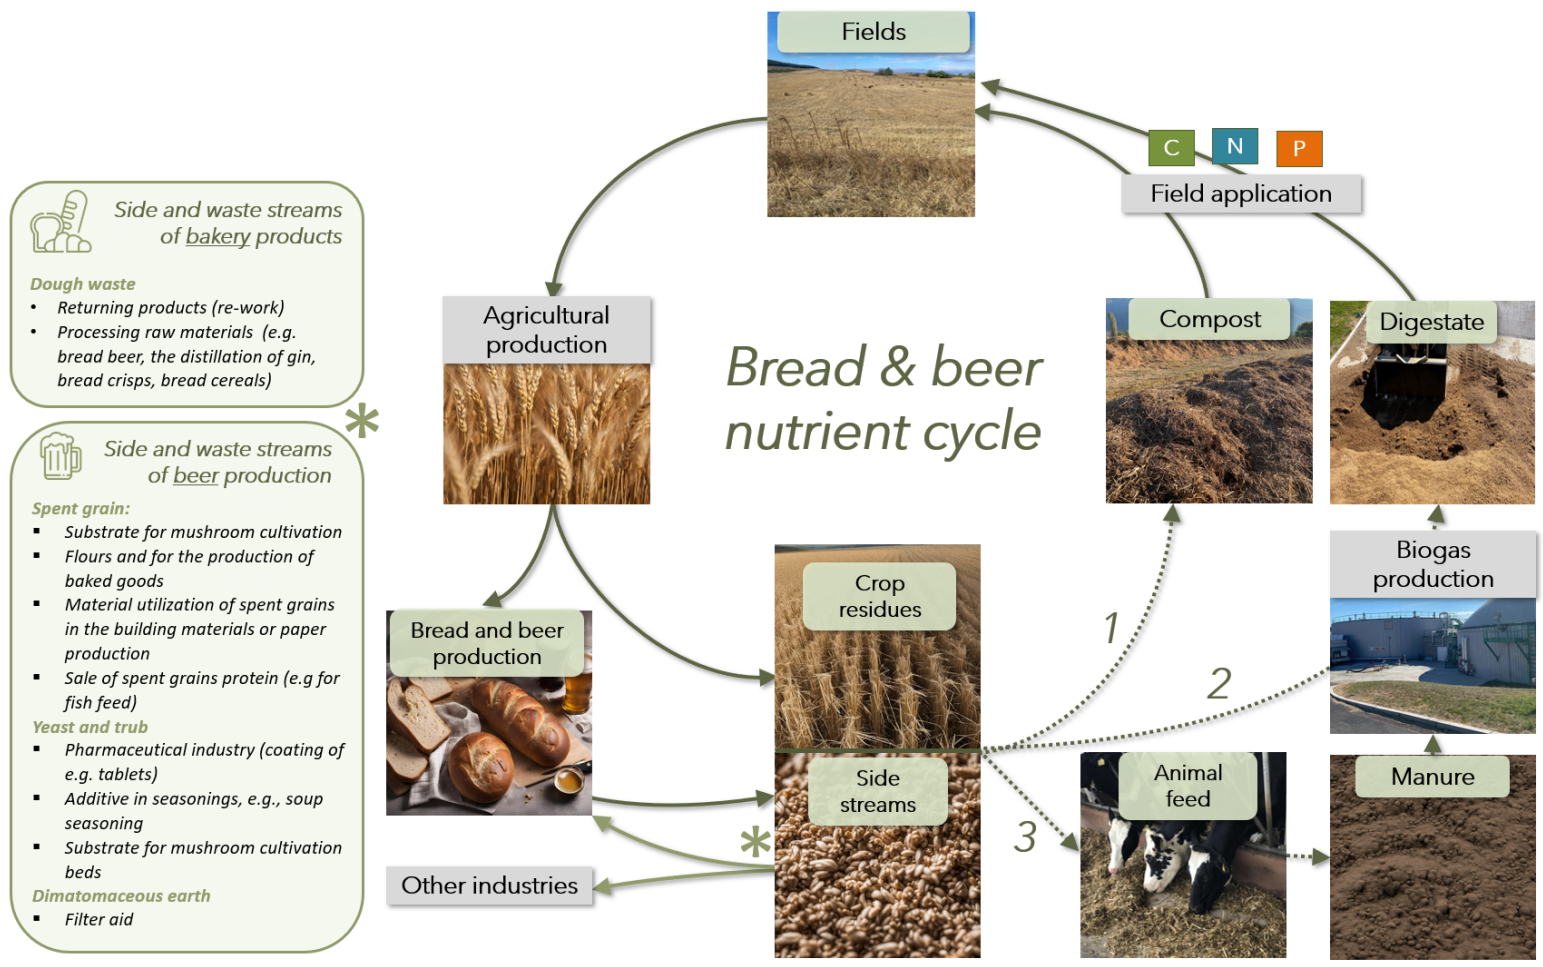 Fields
C N P
Field application
Side and waste streams
of bakery products
Dough waste
• Returning products (re-work)
• Processing raw materials (e.g.
bread beer, the distillation of gin,
bread crisps, bread cereals)
*
Side and waste streams
of beer production
Spent grain:
▪ Substrate for mushroom cultivation
▪ Flours and for the production of
baked goods
▪ Material utilization of spent grains
in the building materials or paper
production
▪ Sale of spent grains protein (e.g for
fish feed)
Yeast and trub
▪ Pharmaceutical industry (coating of
e.g. tablets)
▪ Additive in seasonings, e.g., soup
seasoning
▪ Substrate for mushroom cultivation
beds
Dimatomaceous earth
▪ Filter aid
Agricultural
production
Bread & beer
nutrient cycle
Compost
Digestate
Biogas
production
Crop
residues
Bread and beer
production
1
2
3
Side
streams
*
Other industries
Animal
feed
Manure